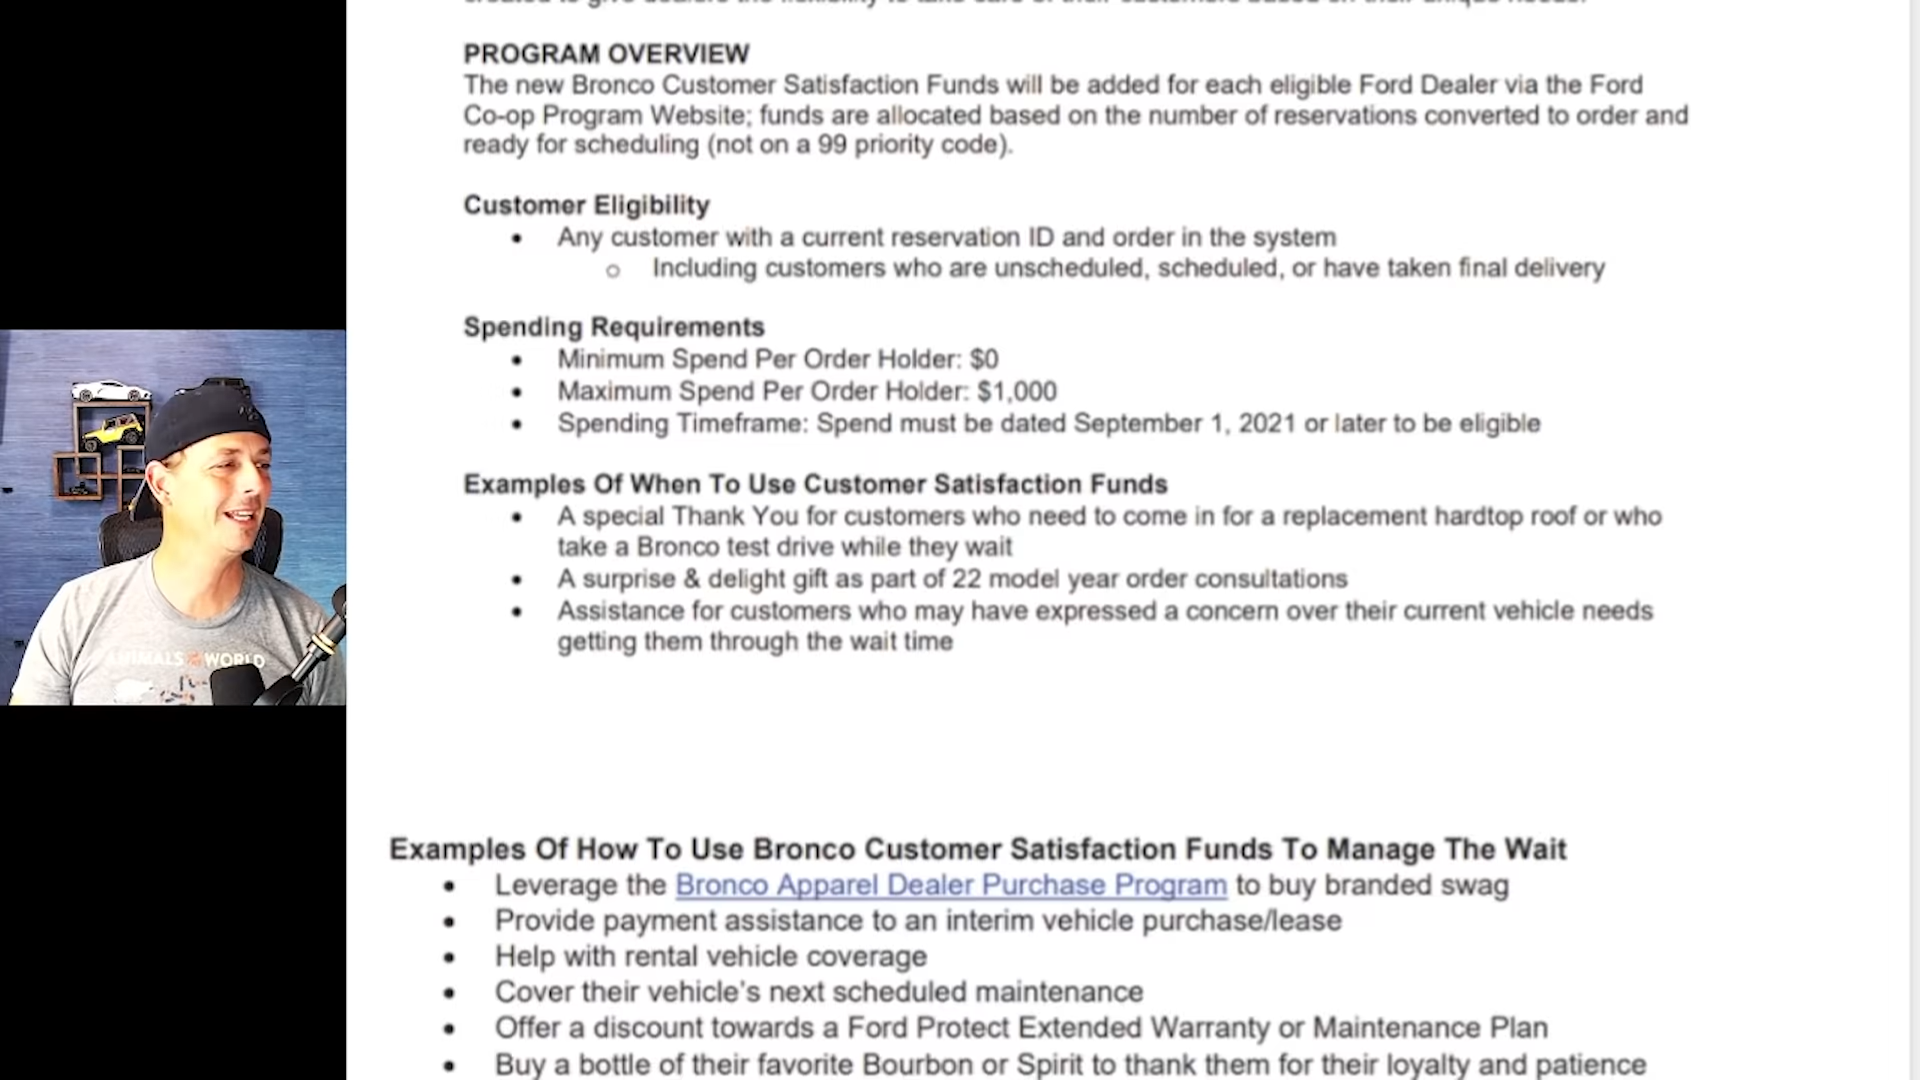 PROGRAM OVERVIEW
The new Bronco Customer Satisfaction Funds will be added for each eligible Ford Dealer via the Ford
Co-op Program Website; funds are allocated based on the number of reservations converted to order and
ready for scheduling (not on a 99 priority code).
Customer Eligibility
• Any customer with a current reservation ID and order in the system
o Including customers who are unscheduled, scheduled, or have taken final delivery
Spending Requirements
• Minimum Spend Per Order Holder: $0
• Maximum Spend Per Order Holder: $1,000
• Spending Timeframe: Spend must be dated September 1, 2021 or later to be eligible
Examples Of When To Use Customer Satisfaction Funds
• A special Thank You for customers who need to come in for a replacement hardtop roof or who
take a Bronco test drive while they wait
• A surprise & delight gift as part of 22 model year order consultations
• Assistance for customers who may have expressed a concern over their current vehicle needs
getting them through the wait time
ANIMALS WORLD
Examples Of How To Use Bronco Customer Satisfaction Funds To Manage The Wait
• Leverage the Bronco Apparel Dealer Purchase Program to buy branded swag
• Provide payment assistance to an interim vehicle purchase/lease
• Help with rental vehicle coverage
• Cover their vehicle's next scheduled maintenance
• Offer a discount towards a Ford Protect Extended Warranty or Maintenance Plan
• Buy a bottle of their favorite Bourbon or Spirit to thank them for their loyalty and patience